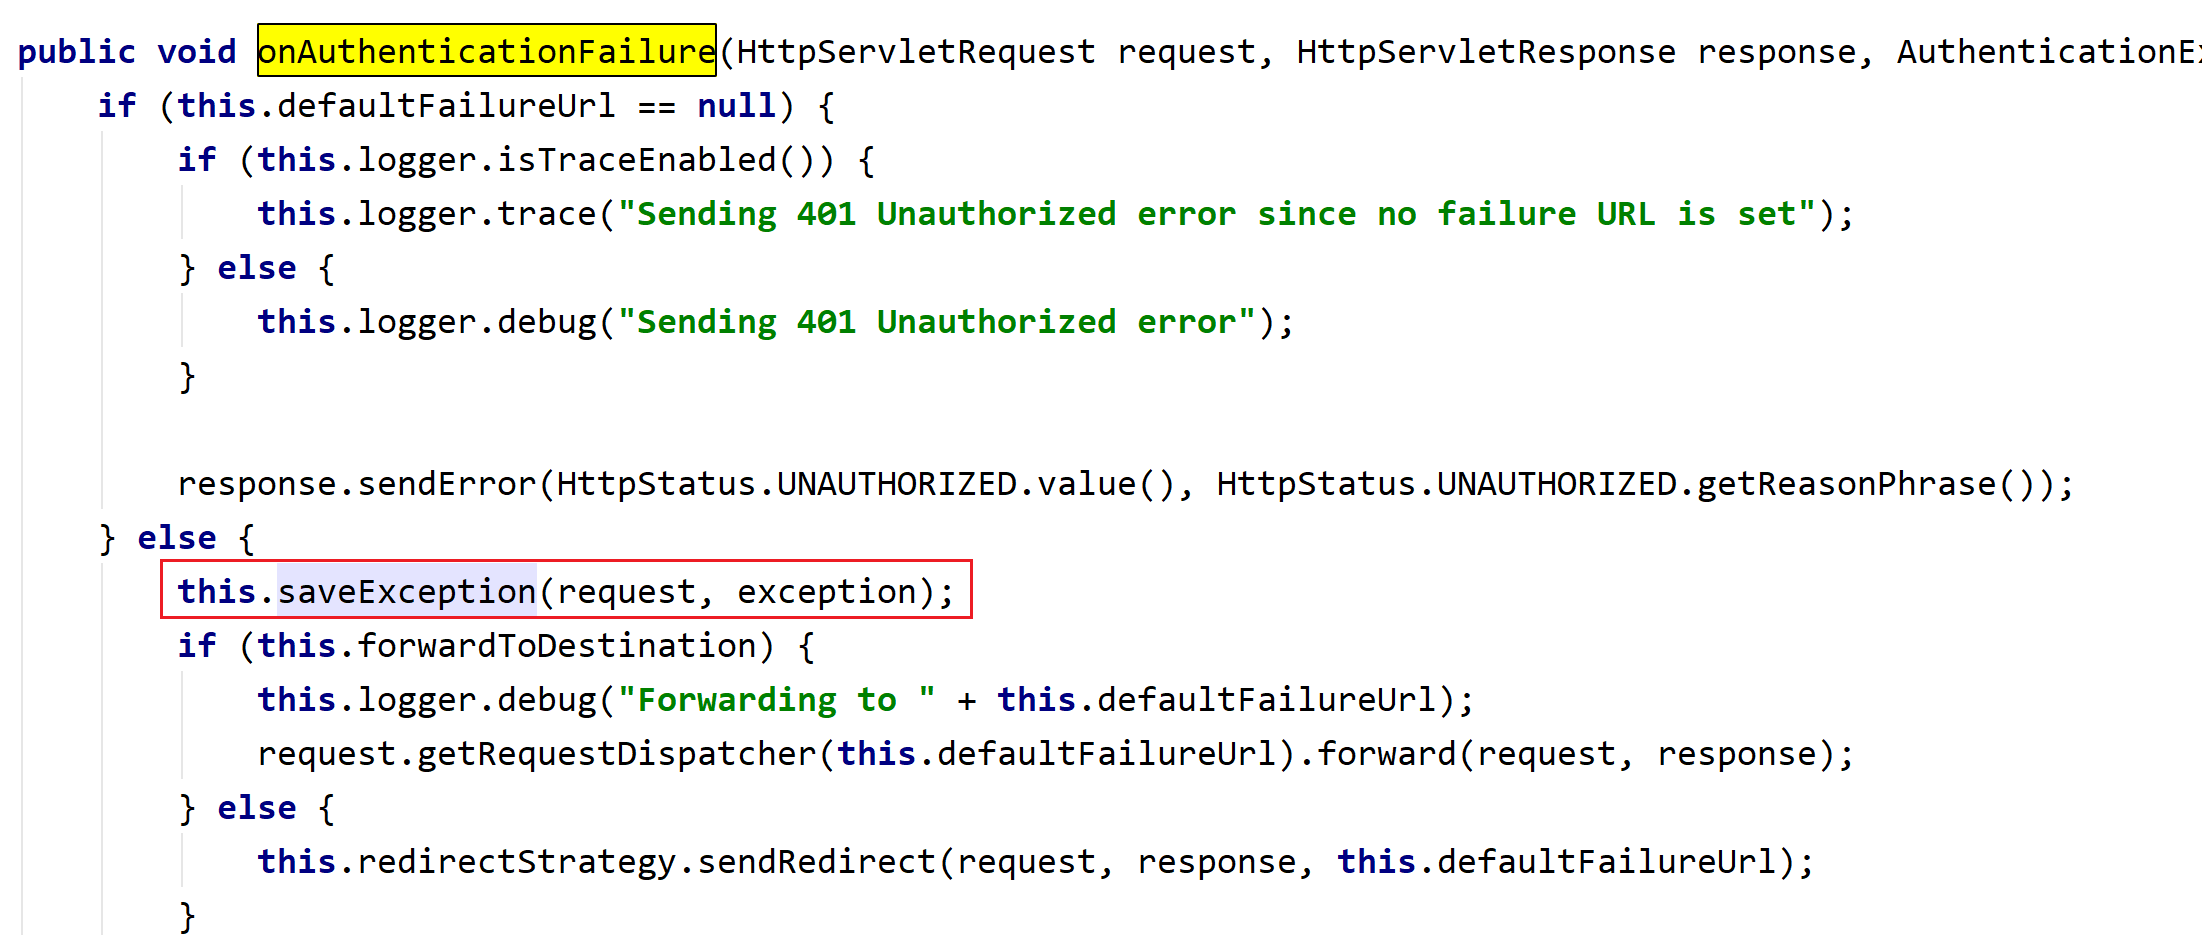 public void onAuthenticationFailure(HttpServletRequest request, HttpServletResponse response, AuthenticationEx
if (this.defaultFailureUrl == null) {
if (this.logger.isTraceEnabled()) {
this.logger.trace("Sending 401 Unauthorized error since no failure URL is set");
} else {
this.logger.debug("Sending 401 Unauthorized error");
}
response.sendError(HttpStatus.UNAUTHORIZED.value(), HttpStatus.UNAUTHORIZED.getReasonPhrase());
} else {
this.saveException(request, exception);
if (this.forwardToDestination) {
this.logger.debug("Forwarding to " + this.defaultFailureUrl);
request.getRequestDispatcher(this.defaultFailureUrl).forward(request, response);
} else {
this.redirectStrategy.sendRedirect(request, response, this.defaultFailureUrl);
}